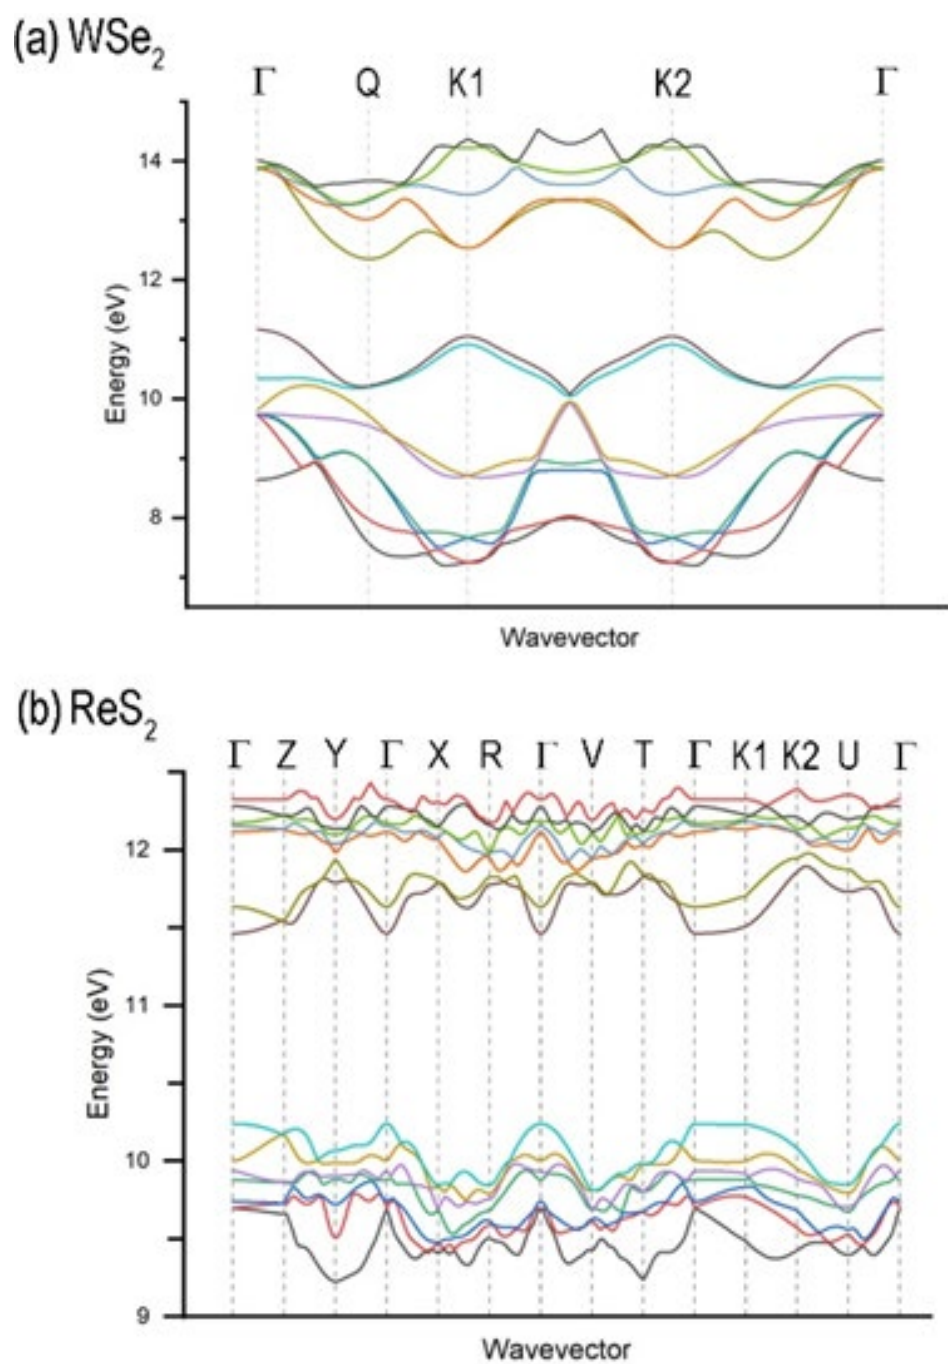 (a) WSe2
Γ Q K1 K2 Γ
14
12
10
8
Energy (eV)
Wavevector
(b) ReS2
Γ Z Y Γ X R Γ V T Γ K1 K2 U Γ
12
11
10
9
Energy (eV)
Wavevector